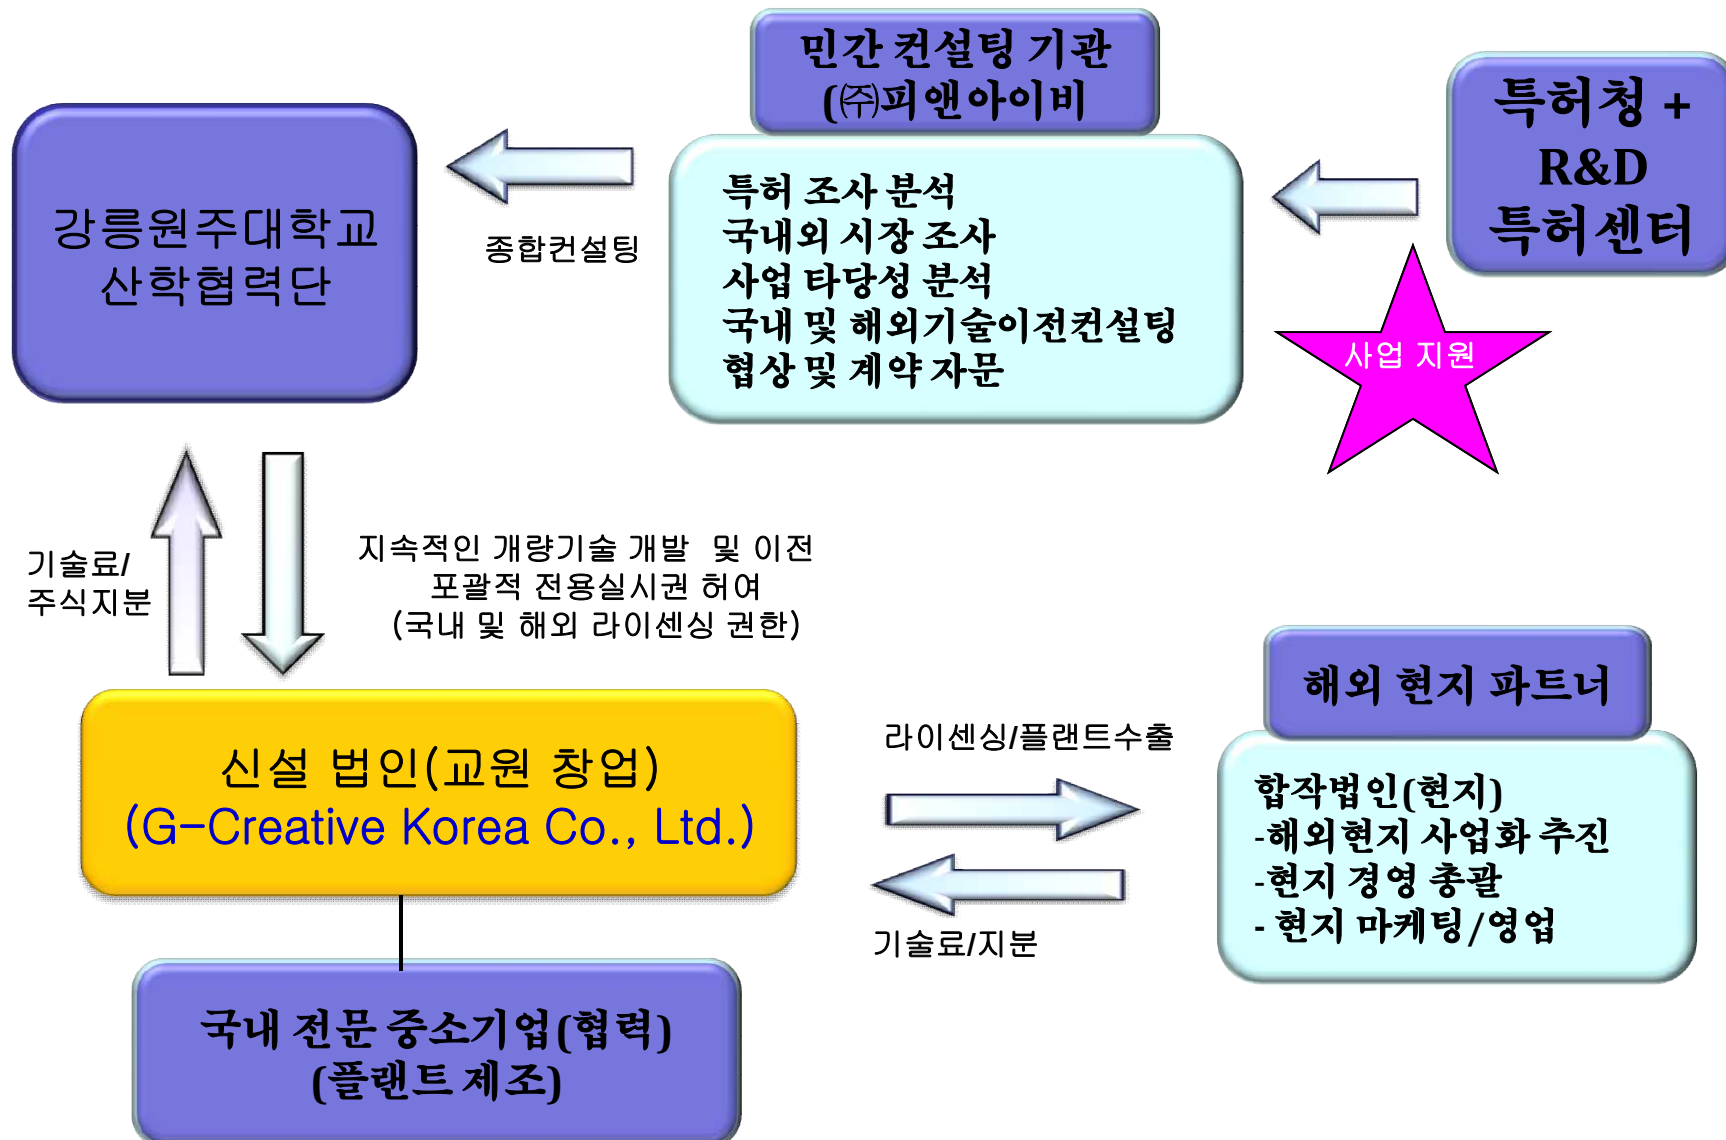 민간 컨설팅 기관
(㈜피앤아이비
특허청 +
R&D
특허센터
강릉원주대학교
산학협력단
종합컨설팅
특허 조사 분석
국내외 시장 조사
사업 타당성 분석
국내 및 해외기술이전컨설팅
협상 및 계약 자문
사업 지원
기술료/
주식지분
지속적인 개량기술 개발 및 이전
포괄적 전용실시권 허여
(국내 및 해외 라이센싱 권한)
신설 법인(교원 창업)
(G-Creative Korea Co., Ltd.)
라이센싱/플랜트수출
기술료/지분
해외 현지 파트너
합작법인(현지)
-해외현지 사업화 추진
-현지 경영 총괄
- 현지 마케팅/영업
국내 전문 중소기업(협력)
(플랜트 제조)